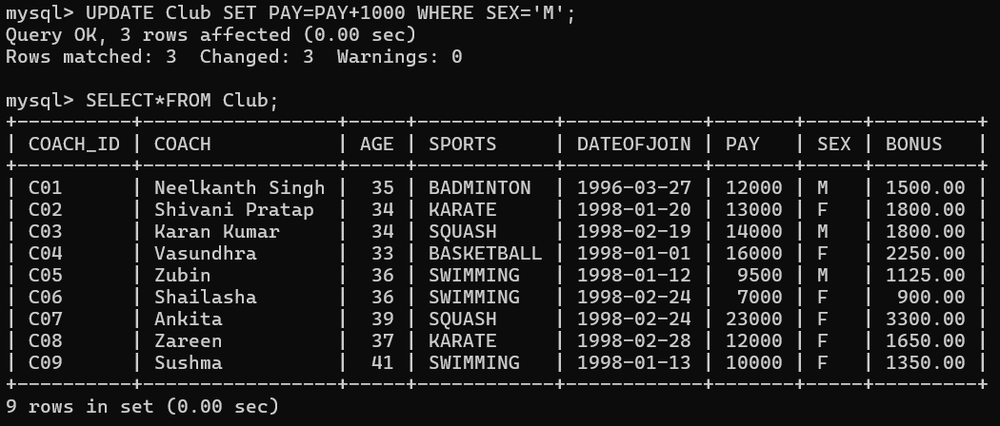 mysql> UPDATE Club SET PAY=PAY+1000 WHERE SEX='M';
Query OK, 3 rows affected (0.00 sec)
Rows matched: 3  Changed: 3  Warnings: 0

mysql> SELECT*FROM Club;
+----------+-----------------+-----+------------+------------+-------+-----+---------+
| COACH_ID | COACH           | AGE | SPORTS     | DATEOFJOIN | PAY   | SEX | BONUS   |
+----------+-----------------+-----+------------+------------+-------+-----+---------+
| C01      | Neelkanth Singh |  35 | BADMINTON  | 1996-03-27 | 12000 | M   | 1500.00 |
| C02      | Shivani Pratap  |  34 | KARATE     | 1998-01-20 | 13000 | F   | 1800.00 |
| C03      | Karan Kumar     |  34 | SQUASH     | 1998-02-19 | 14000 | M   | 1800.00 |
| C04      | Vasundhra       |  33 | BASKETBALL | 1998-01-01 | 16000 | F   | 2250.00 |
| C05      | Zubin           |  36 | SWIMMING   | 1998-01-12 |  9500 | M   | 1125.00 |
| C06      | Shailasha       |  36 | SWIMMING   | 1998-02-24 |  7000 | F   |  900.00 |
| C07      | Ankita          |  39 | SQUASH     | 1998-02-24 | 23000 | F   | 3300.00 |
| C08      | Zareen          |  37 | KARATE     | 1998-02-28 | 12000 | F   | 1650.00 |
| C09      | Sushma          |  41 | SWIMMING   | 1998-01-13 | 10000 | F   | 1350.00 |
+----------+-----------------+-----+------------+------------+-------+-----+---------+
9 rows in set (0.00 sec)